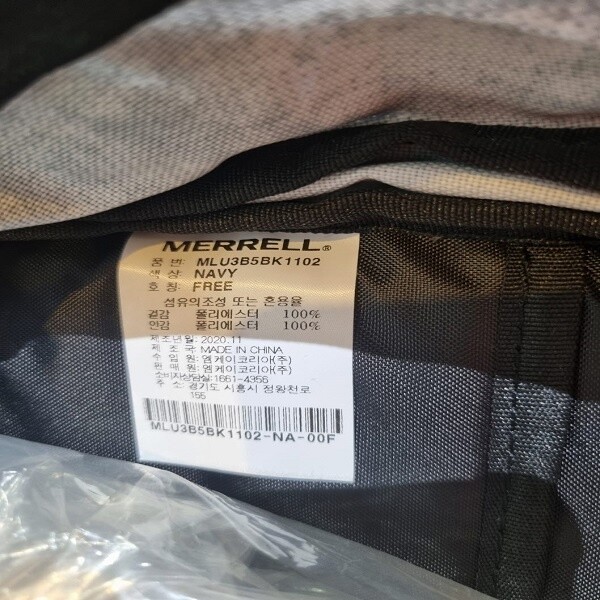 MERRELL®
품 번: MLU3B5BK1102
색 상: NAVY
호 칭: FREE
섬유의조성 또는 혼용율
겉감 폴리에스터 100%
안감 폴리에스터 100%
제조년월: 2020.11
제 조 국: MADE IN CHINA
수 입 원: 엠케이코리아(주)
판 매 원: 엠케이코리아(주)
소비자상담실:1661-4356
주 소: 경기도 시흥시 정왕천로
155
MLU3B5BK1102-NA-00F